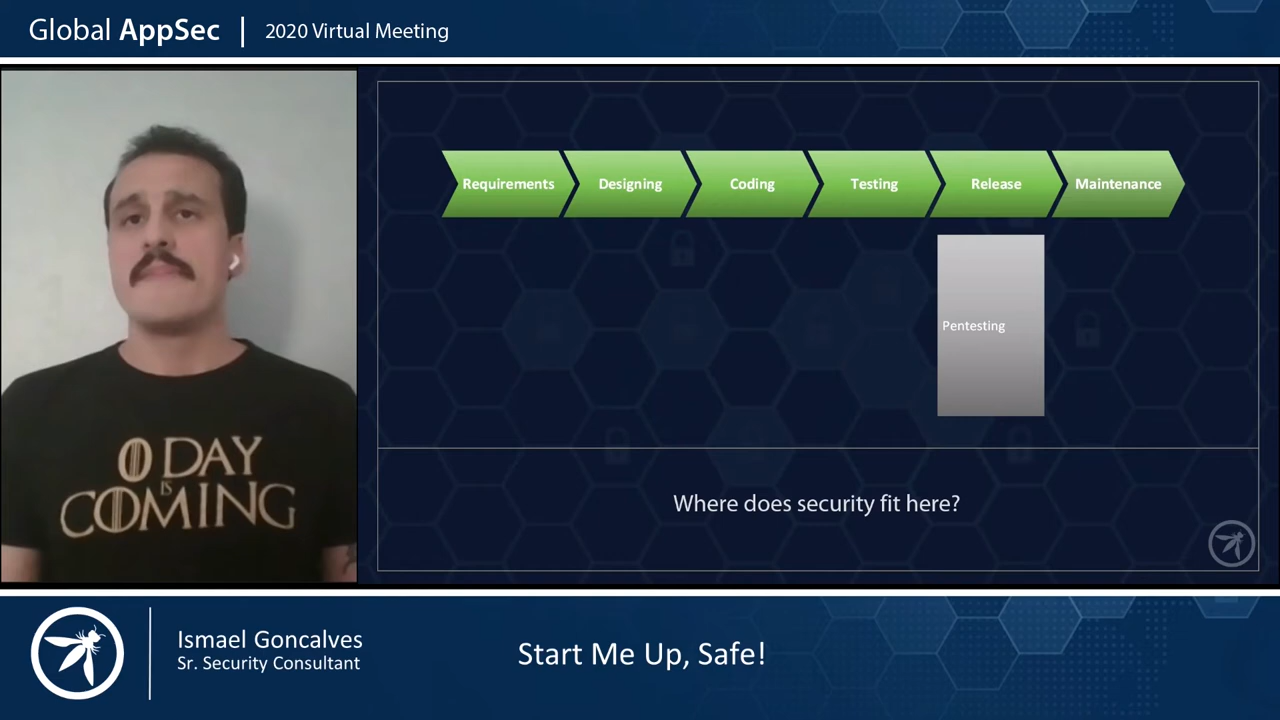 Global AppSec | 2020 Virtual Meeting
Requirements Designing Coding Testing Release Maintenance
Pentesting
0 DAY
IS
COMING
Where does security fit here?
Ismael Goncalves
Sr. Security Consultant
Start Me Up, Safe!